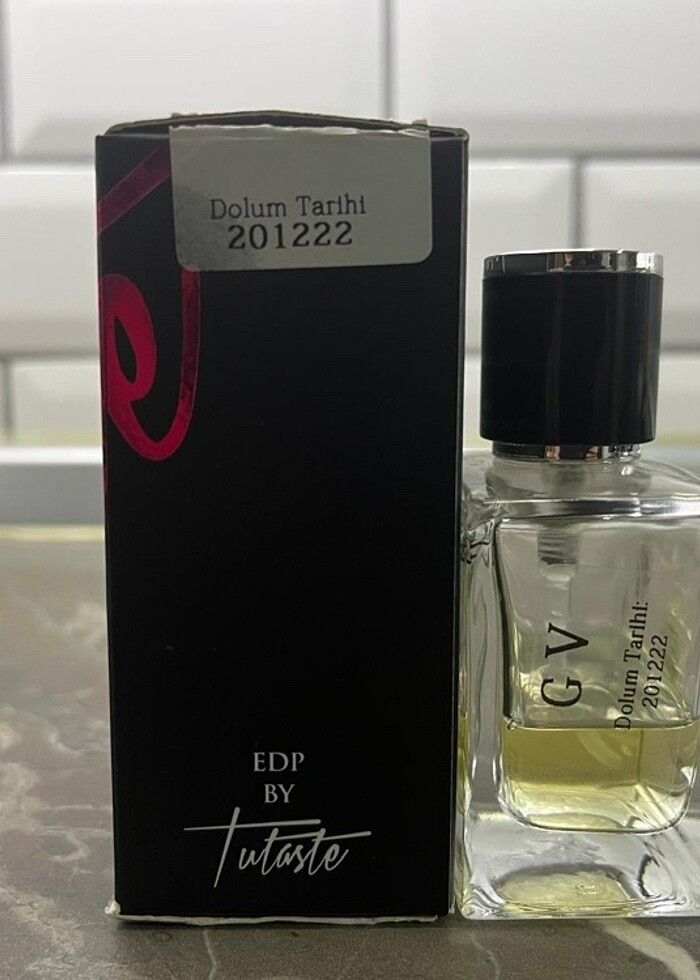 Dolum Tarihi
201222
EDP
BY
Tutaste
G V
Dolum Tarihi:
201222